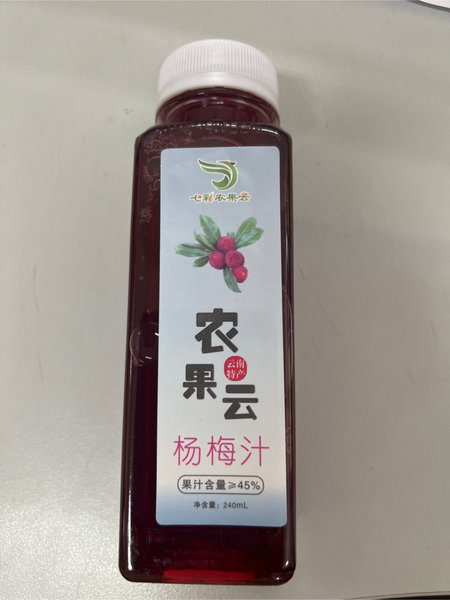 七彩农果云
农果云
云南
特产
杨梅汁
果汁含量≥45%
净含量：240mL